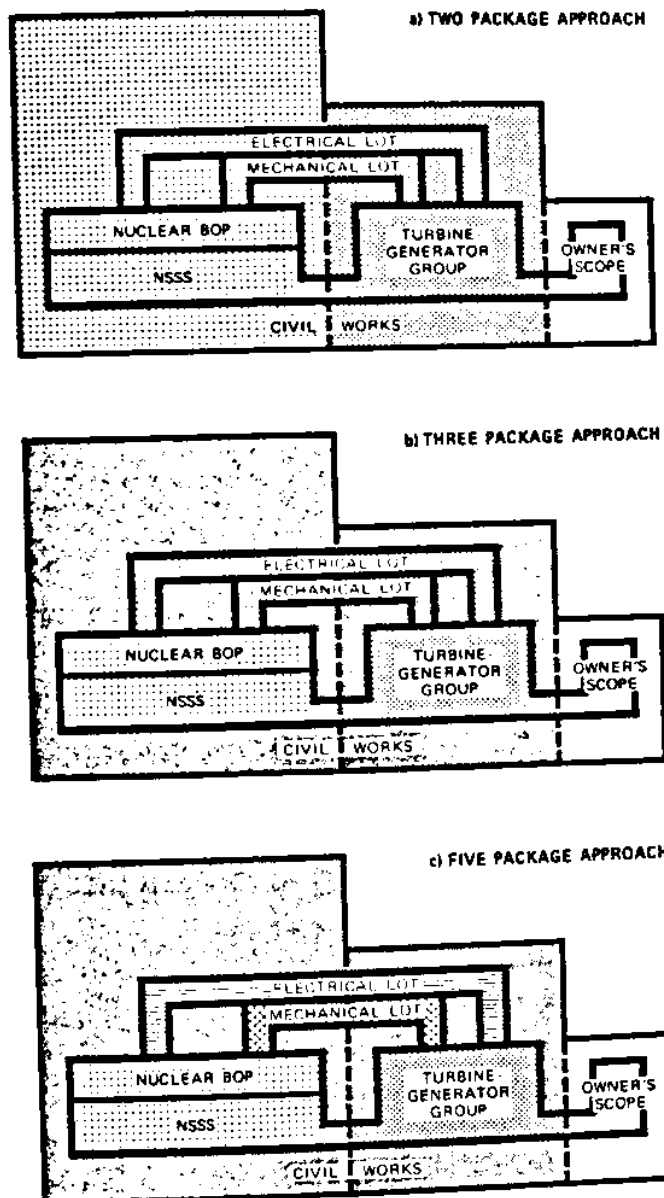 a) TWO PACKAGE APPROACH
ELECTRICAL LOT
MECHANICAL LOT
NUCLEAR BOP
TURBINE
GENERATOR
GROUP
OWNER'S
SCOPE
NSSS
CIVIL WORKS
b) THREE PACKAGE APPROACH
ELECTRICAL LOT
MECHANICAL LOT
NUCLEAR BOP
TURBINE-
GENERATOR
GROUP
OWNER'S
SCOPE
NSSS
CIVIL WORKS
c) FIVE PACKAGE APPROACH
ELECTRICAL LOT
MECHANICAL LOT
NUCLEAR BOP
TURBINE
GENERATOR
GROUP
OWNER'S
SCOPE
NSSS
CIVIL WORKS